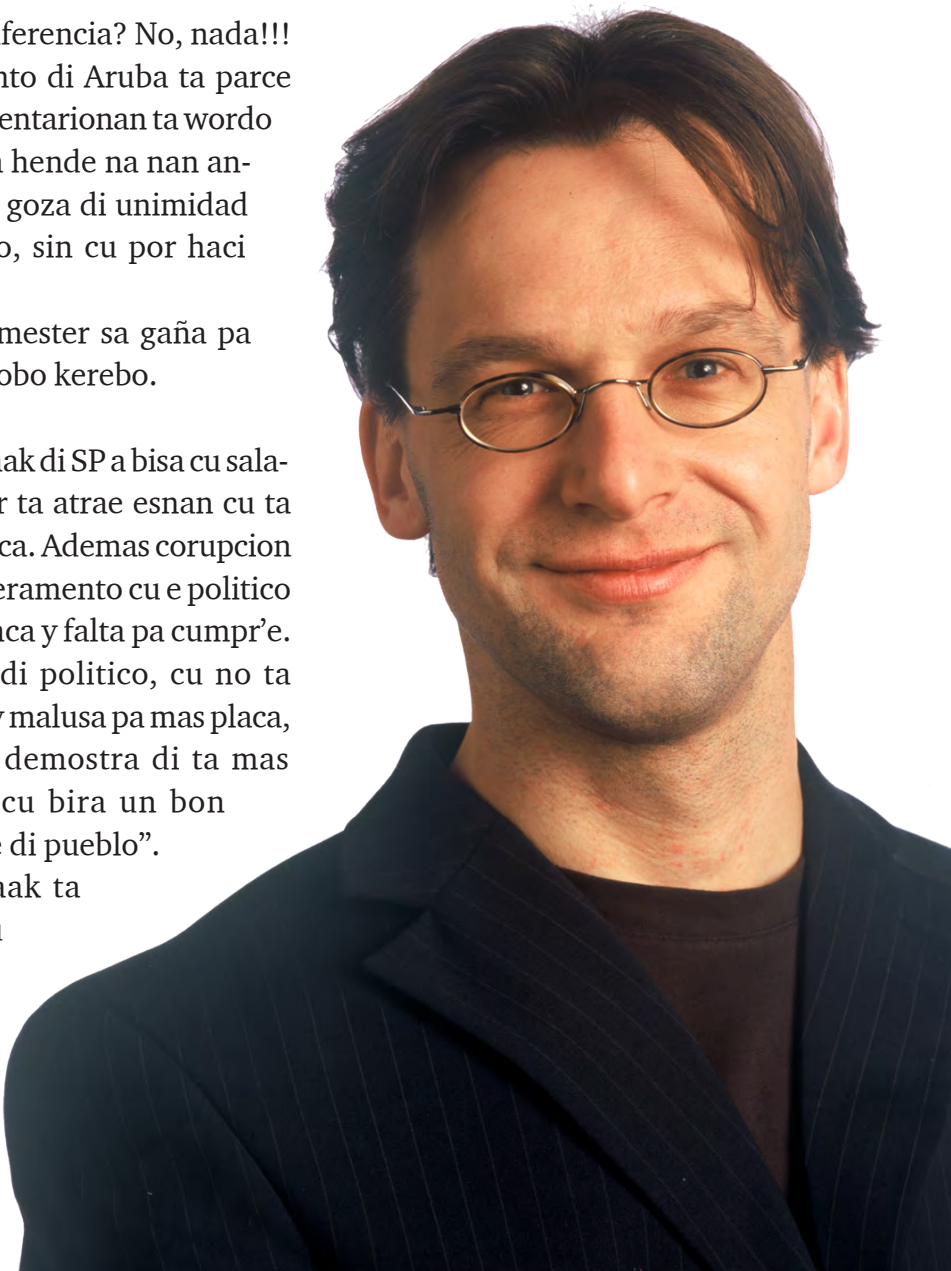 ferencia? No, nada!!!
nto di Aruba ta parce
entarionan ta wordo
hende na nan an-
goza di unimidad
o, sin cu por haci
mester sa gaña pa
obo kerebo.
ak di SP a bisa cu sala-
r ta atrae esnan cu ta
ca. Ademas corupcion
eramento cu e politico
aca y falta pa cumpr'e.
di politico, cu no ta
y malusa pa mas placa,
demostra di ta mas
cu bira un bon
e di pueblo”.
aak ta